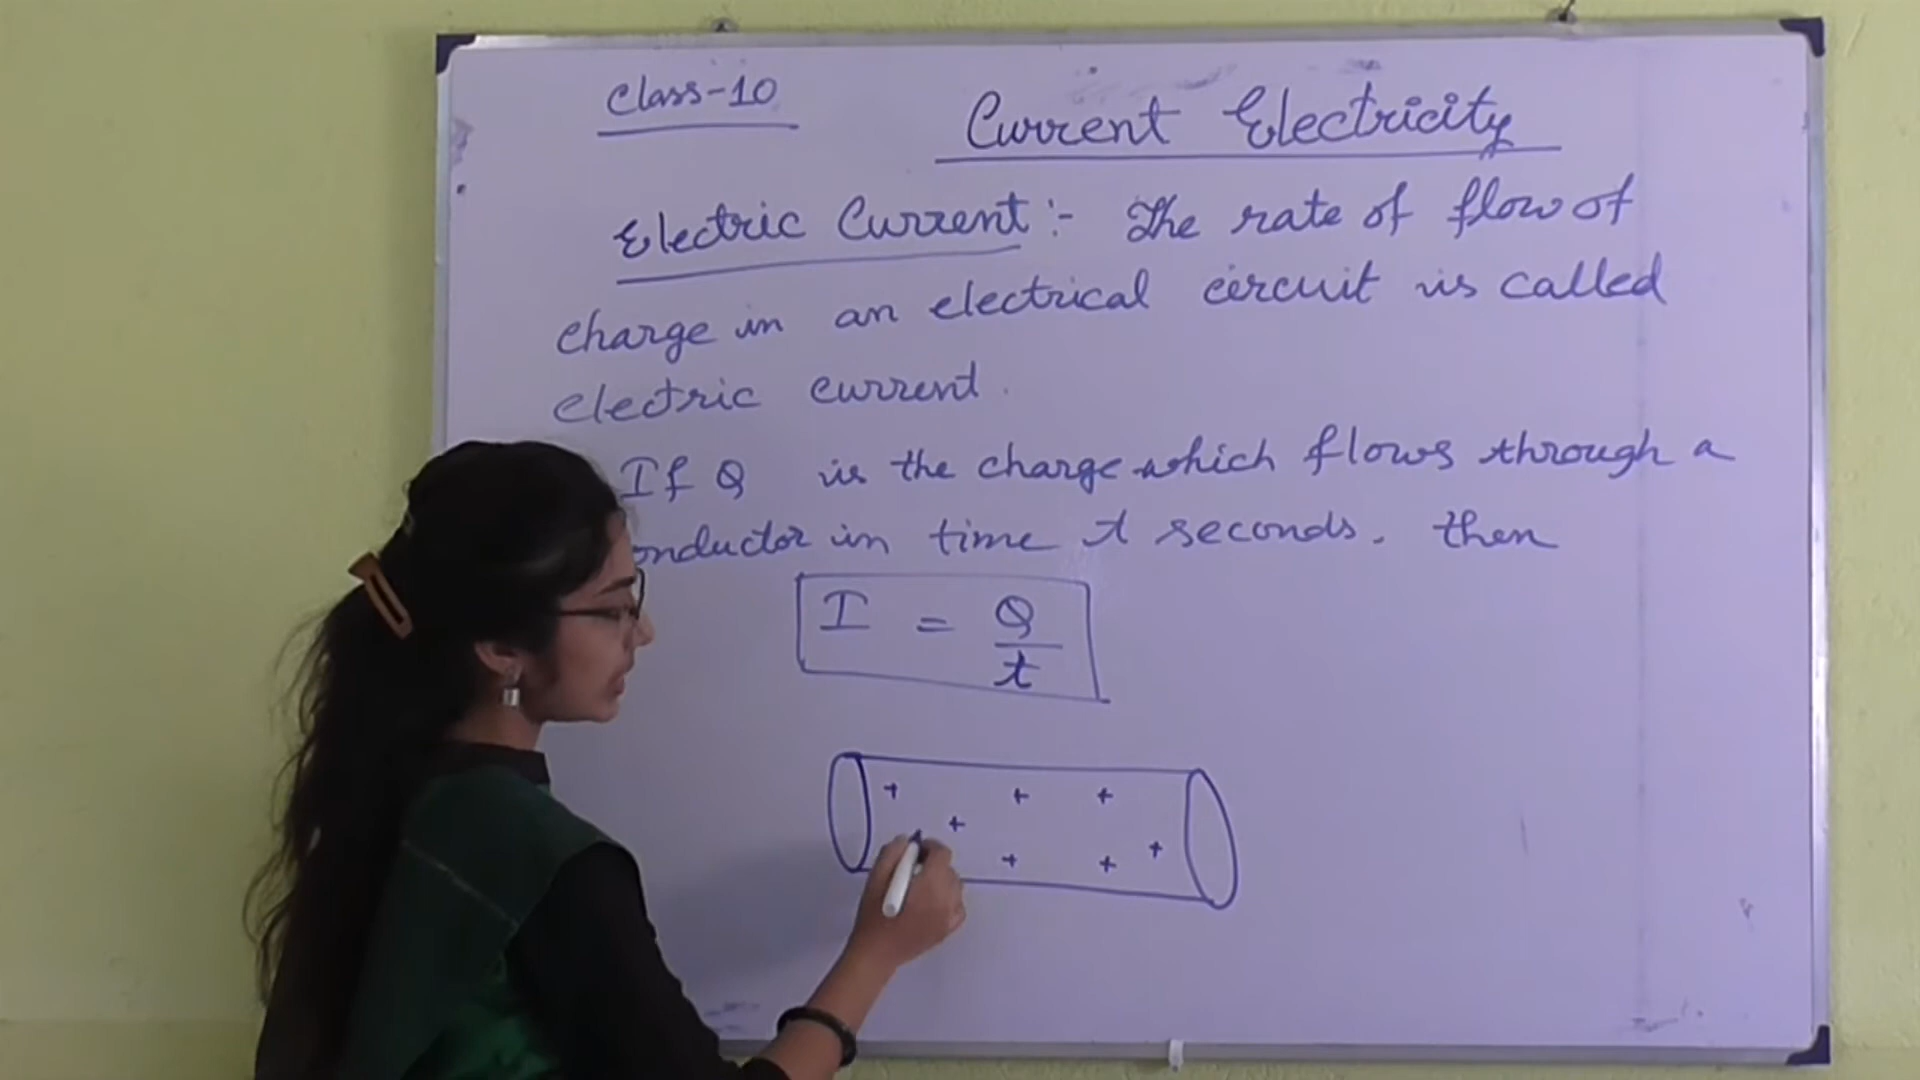 Class-10
Current Electricity
Electric Current :- The rate of flow of
charge in an electrical circuit is called
electric current.
If Q is the charge which flows through a
onductor in time t seconds. then
I = Q/t
+ + +
+ +
+ + +